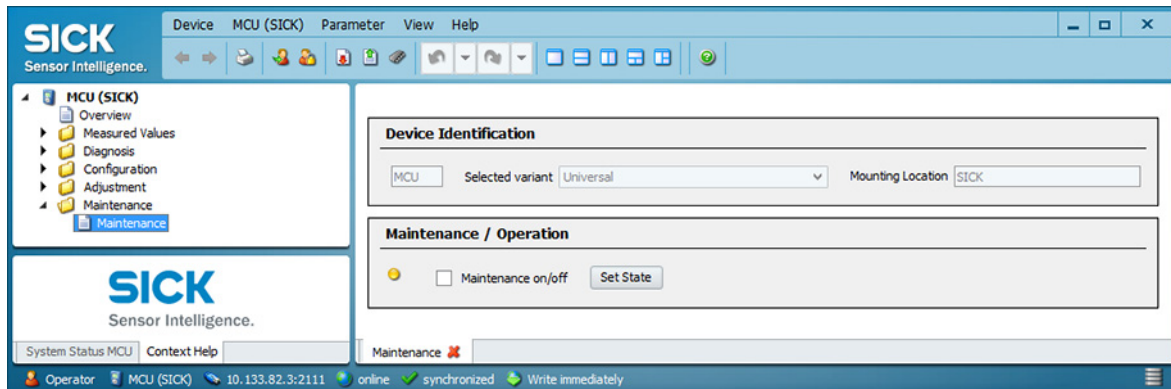 SICK
Sensor Intelligence.
Device MCU (SICK) Parameter View Help
MCU (SICK)
Overview
Measured Values
Diagnosis
Configuration
Adjustment
Maintenance
Maintenance
SICK
Sensor Intelligence.
System Status MCU Context Help
Device Identification
MCU Selected variant Universal Mounting Location SICK
Maintenance / Operation
Maintenance on/off Set State
Maintenance
Operator MCU (SICK) 10.133.82.3:2111 online synchronized Write immediately